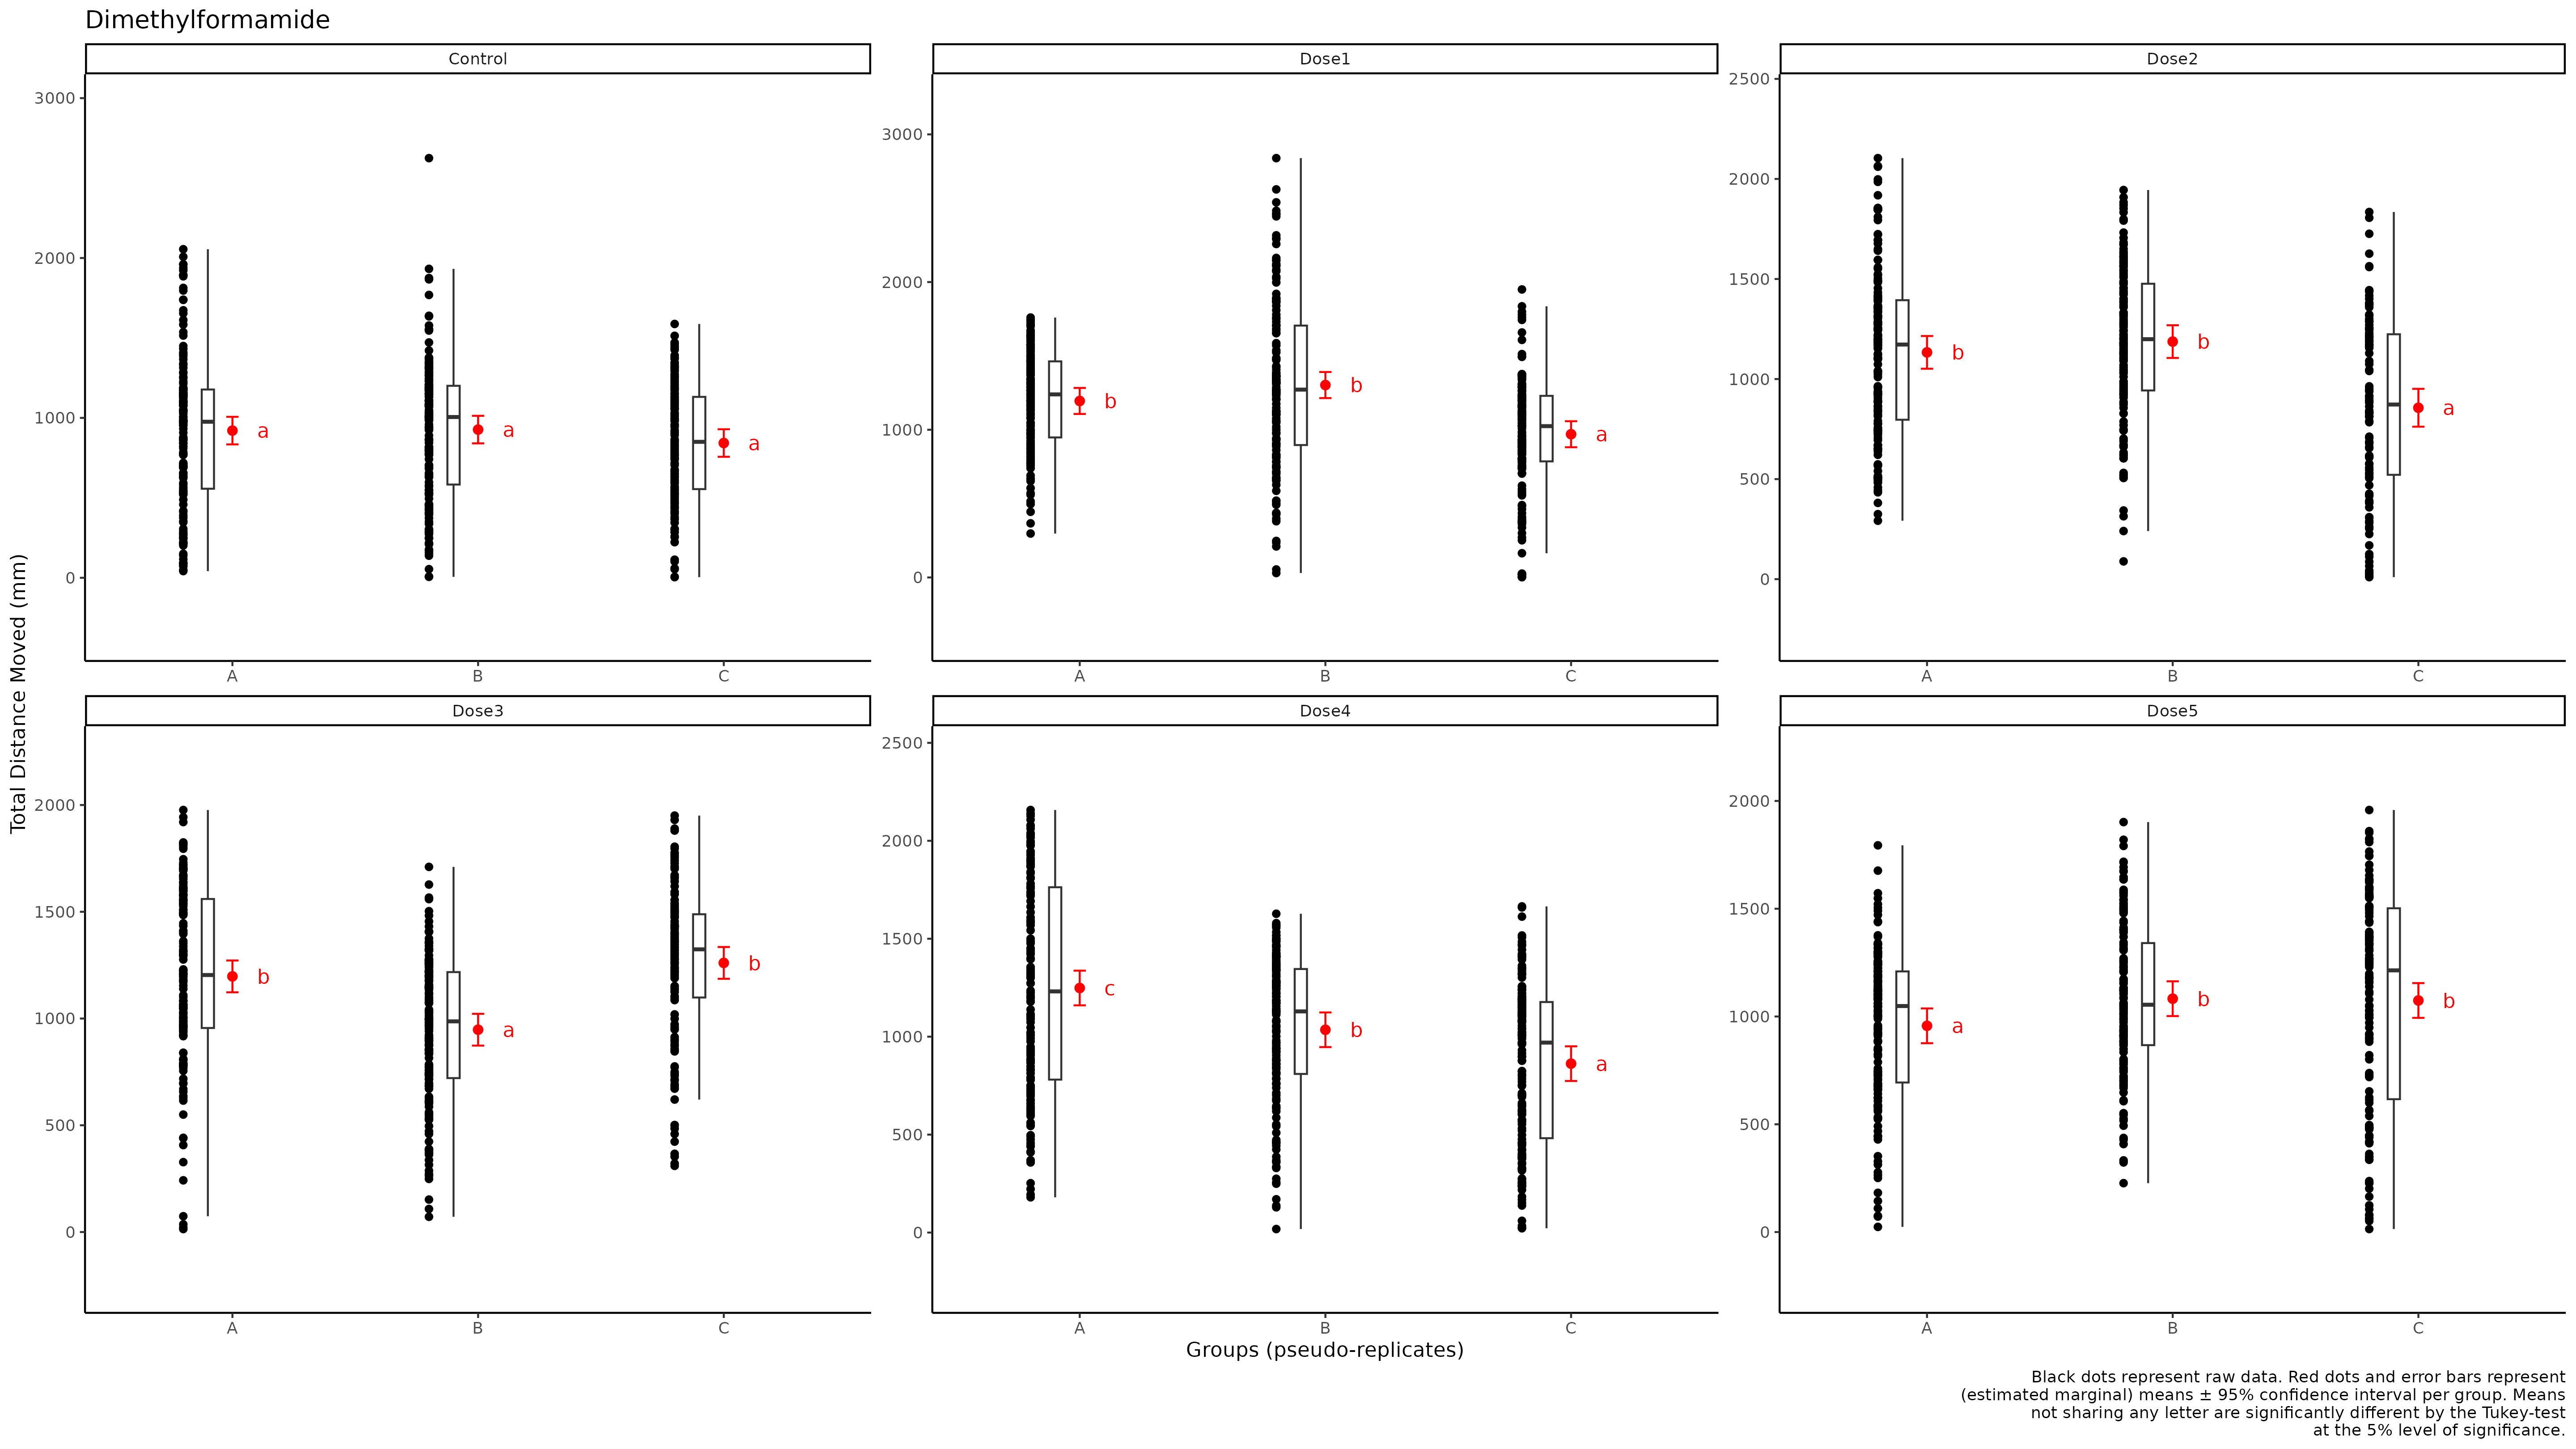 Dimethylformamide
Control
Dose1
Dose2
Total Distance Moved (mm)
3000
2000
1000
0
a
a
a
A
B
C
3000
2000
1000
0
b
b
a
A
B
C
2500
2000
1500
1000
500
0
b
b
a
A
B
C
Dose3
Dose4
Dose5
2000
1500
1000
500
0
b
a
b
A
B
C
2500
2000
1500
1000
500
0
c
b
a
A
B
C
2000
1500
1000
500
0
a
b
b
A
B
C
Groups (pseudo-replicates)
Black dots represent raw data. Red dots and error bars represent
(estimated marginal) means ± 95% confidence interval per group. Means
not sharing any letter are significantly different by the Tukey-test
at the 5% level of significance.